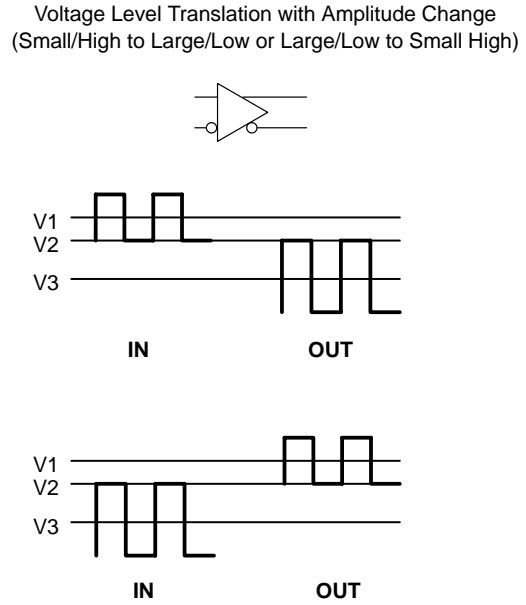 Voltage Level Translation with Amplitude Change
(Small/High to Large/Low or Large/Low to Small High)
V1
V2
V3
IN OUT
V1
V2
V3
IN OUT